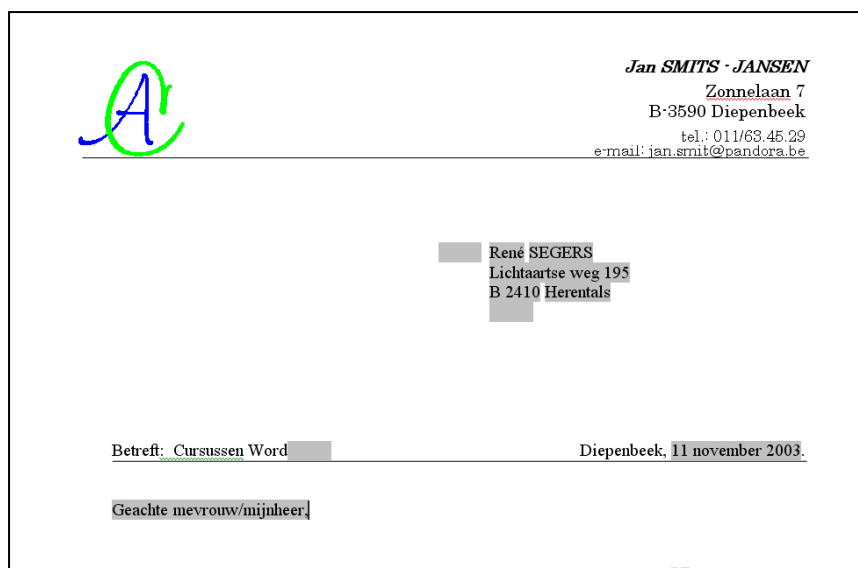 AC
Jan SMITS - JANSEN
Zonnelaan 7
B-3590 Diepenbeek
tel.: 011/63.45.29
e-mail: jan.smit@pandora.be
René SEGERS
Lichtaartse weg 195
B 2410 Herentals
Betreft: Cursussen Word
Diepenbeek, 11 november 2003.
Geachte mevrouw/mijnheer,